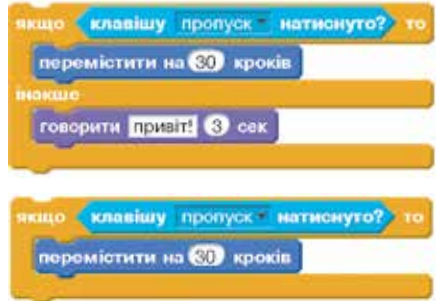 якщо клавішу пропуск натиснуто? то
перемістити на 30 кроків
інакше
говорити привіт! 3 сек
якщо клавішу пропуск натиснуто? то
перемістити на 30 кроків